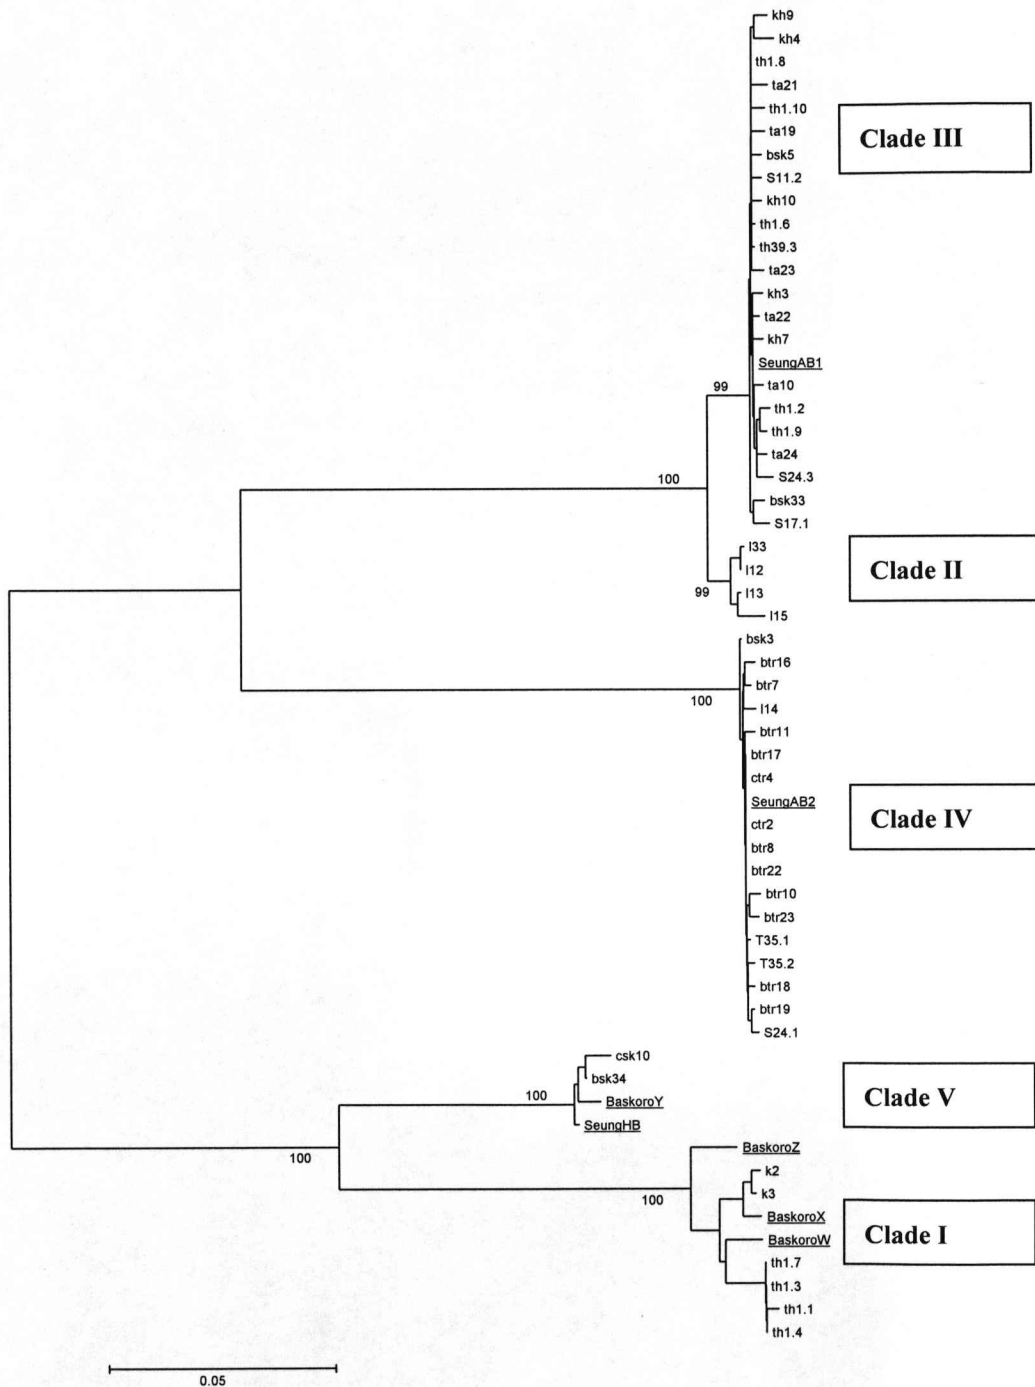 kh9
kh4
th1.8
ta21
th1.10
ta19
Clade III
bsk5
S11.2
kh10
th1.6
th39.3
ta23
kh3
ta22
kh7
SeungAB1
99
ta10
th1.2
th1.9
ta24
100
S24.3
bsk33
S17.1
l33
l12
Clade II
99
l13
l15
bsk3
btr16
btr7
100
l14
btr11
btr17
ctr4
SeungAB2
ctr2
Clade IV
btr8
btr22
btr10
btr23
T35.1
T35.2
btr18
btr19
S24.1
csk10
bsk34
100
BaskoroY
Clade V
SeungHB
BaskoroZ
100
k2
k3
100
BaskoroX
BaskoroW
Clade I
th1.7
th1.3
th1.1
th1.4
0.05